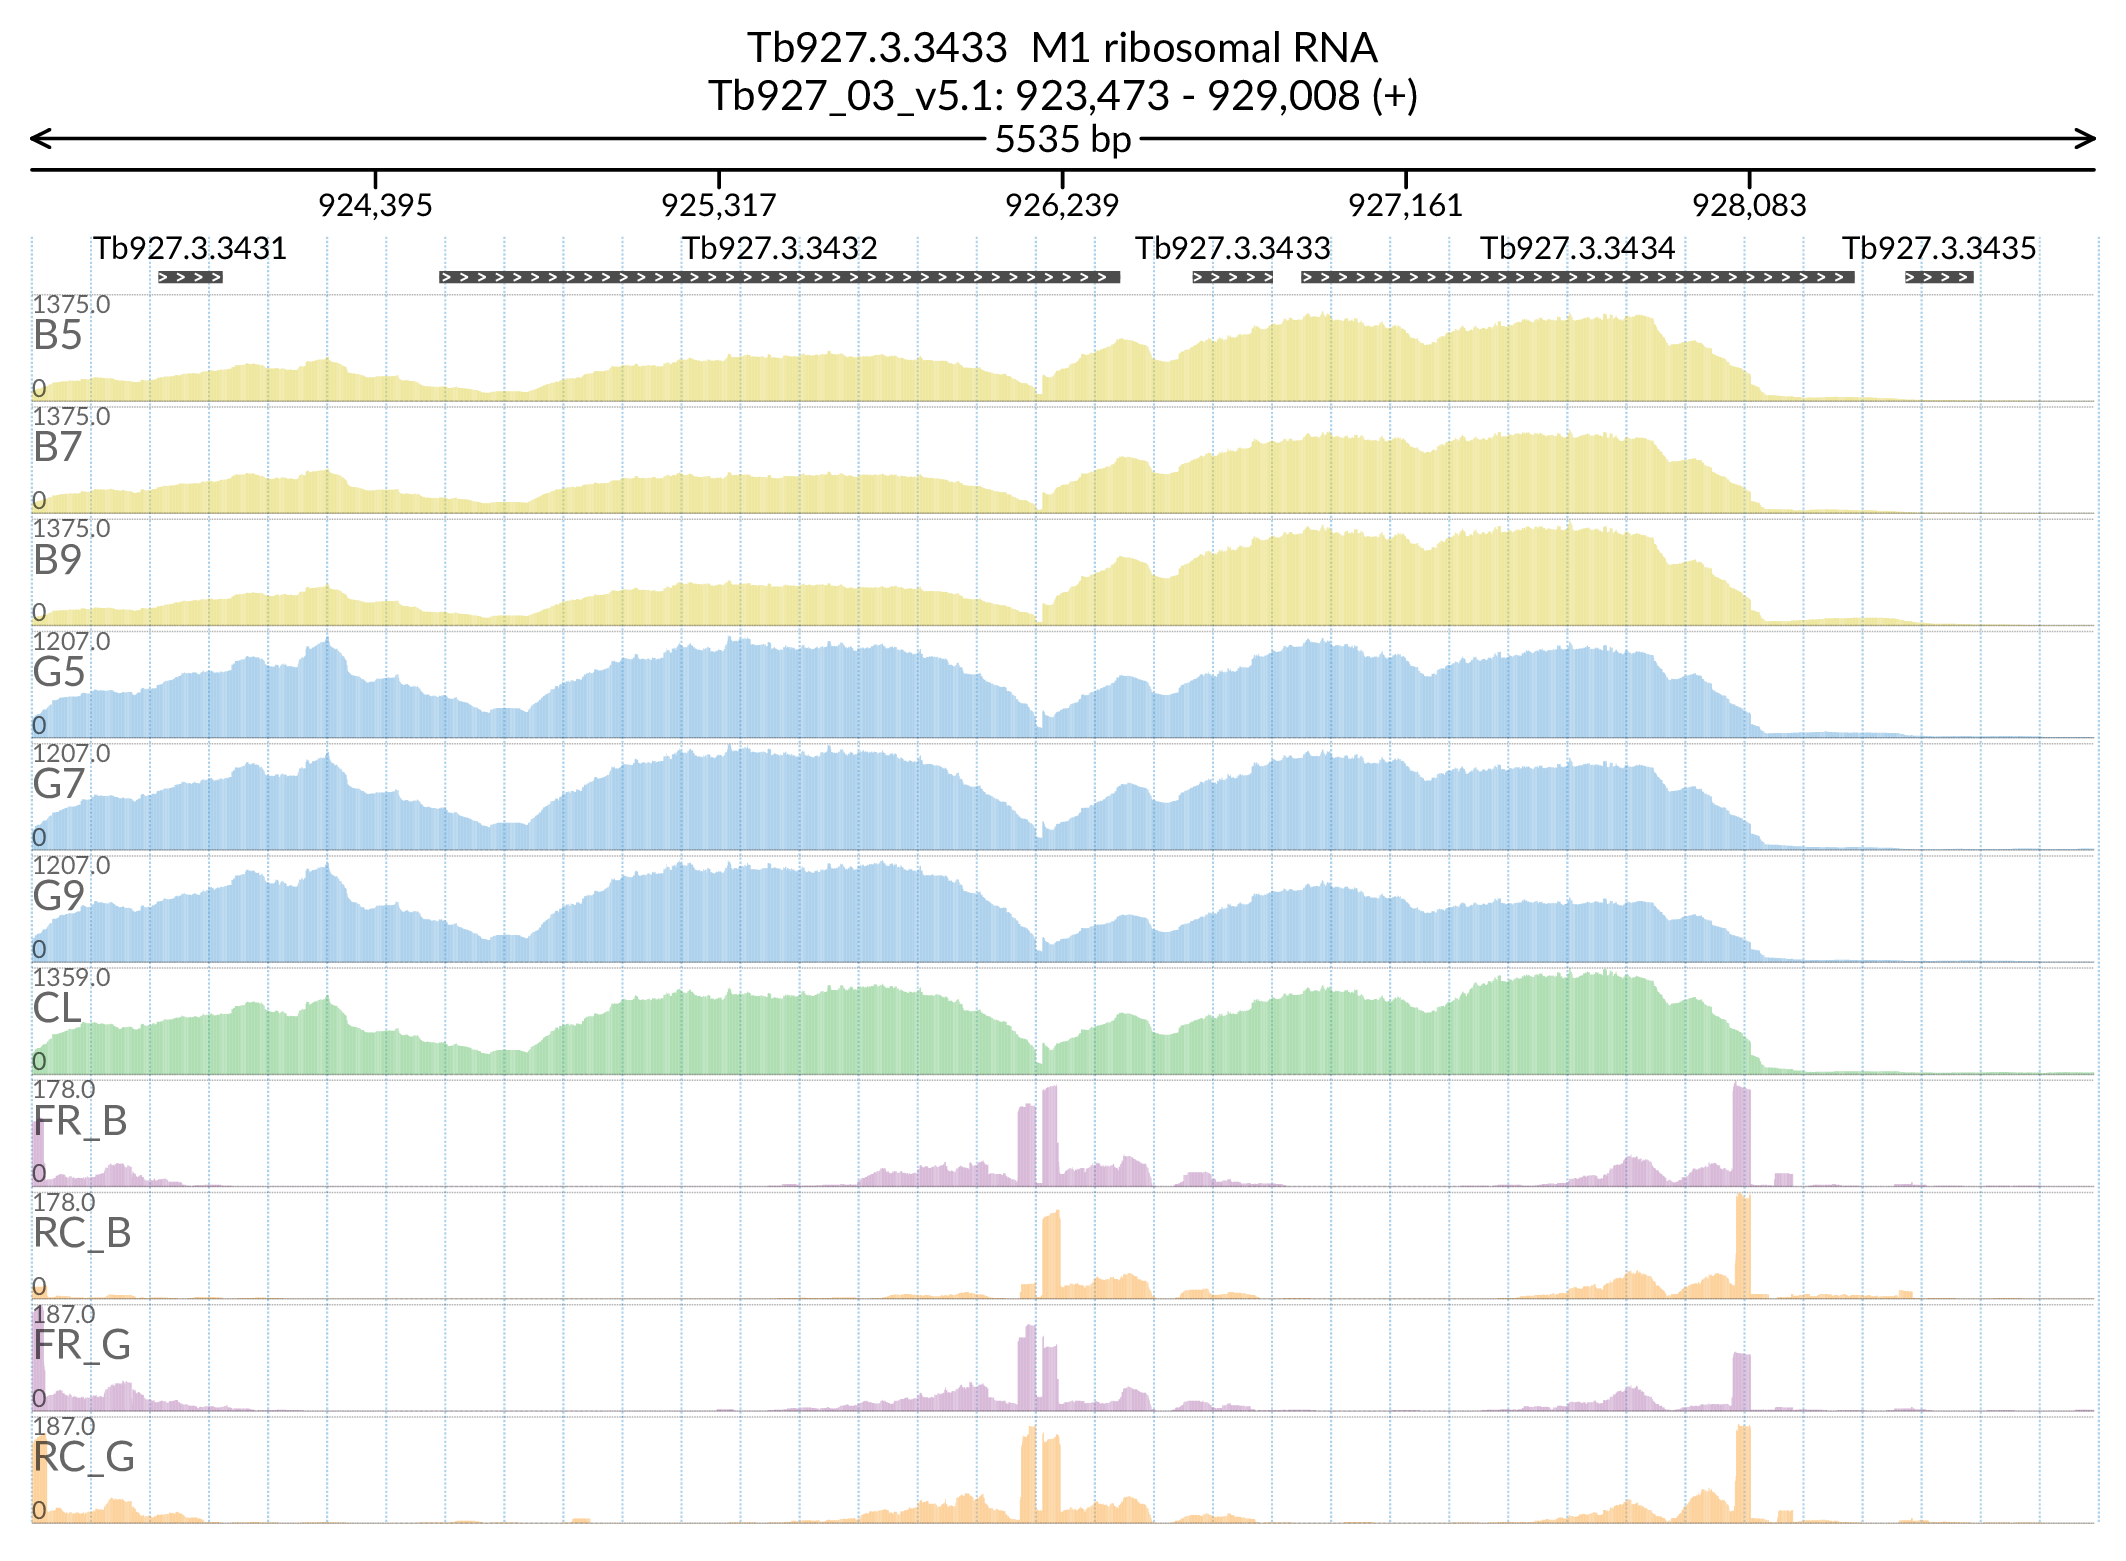 Tb927.3.3433 M1 ribosomal RNA
Tb927_03_v5.1: 923,473 - 929,008 (+)
5535 bp
924,395 925,317 926,239 927,161 928,083
Tb927.3.3431 Tb927.3.3432 Tb927.3.3433 Tb927.3.3434 Tb927.3.3435
1375.0
B5
0
1375.0
B7
0
1375.0
B9
0
1207.0
G5
0
1207.0
G7
0
1207.0
G9
0
1359.0
CL
0
178.0
FR_B
0
178.0
RC_B
0
187.0
FR_G
0
187.0
RC_G
0